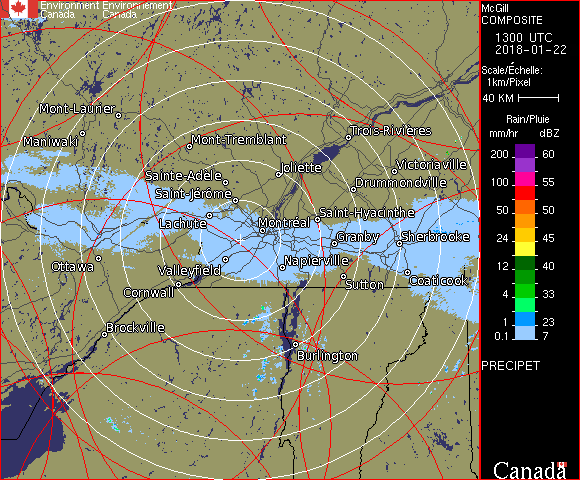 Environment Environnement
Canada Canada
McGill
COMPOSITE
1300 UTC
2018-01-22
Scale/Échelle:
1km/Pixel
40 KM
Rain/Pluie
mm/hr dBZ
200 60
150 57
100 55
50 50
24 45
12 40
4 33
1 23
0.1 7
PRECIPET
Canada
Mont-Laurier
Maniwaki
Mont-Tremblant
Trois-Rivières
Joliette
Victoriaville
Sainte-Adèle
Drummondville
Saint-Jérôme
Saint-Hyacinthe
Lachute
Montréal
Granby
Sherbrooke
Ottawa
Valleyfield
Napierville
Cornwall
Sutton
Coaticook
Brockville
Burlington